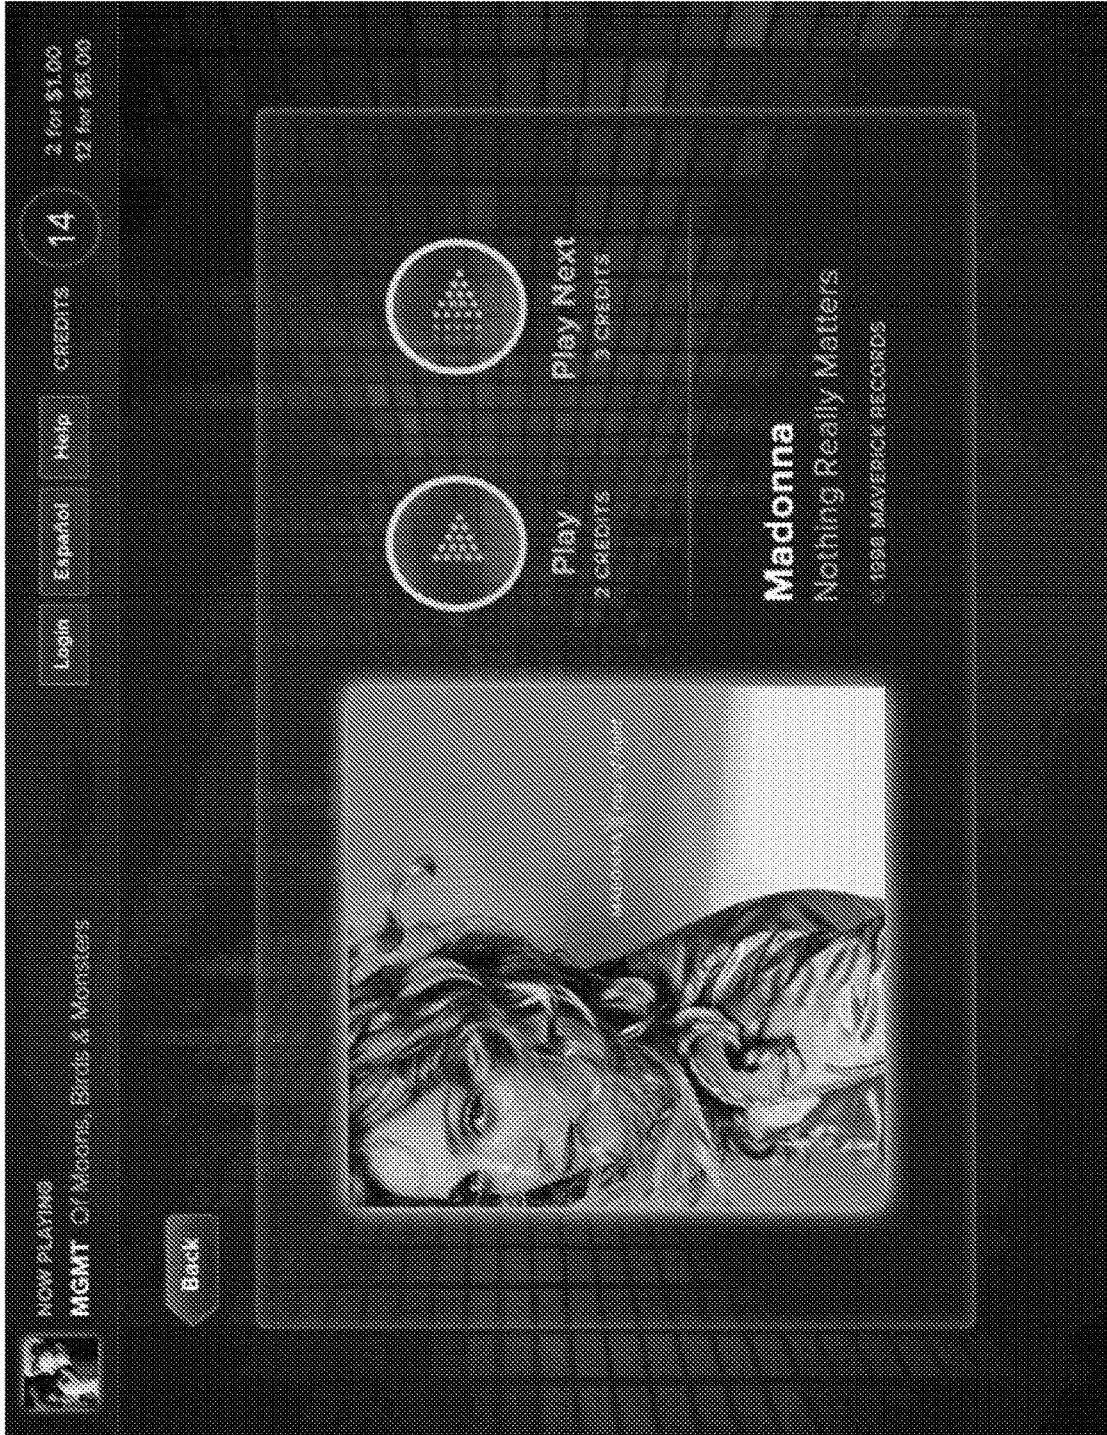 NOW PLAYING
MGMT Of Moons, Birds & Monsters
Login
Español
Help
CREDITS
14
2 for $1.00
12 for $5.00
Back
Play
2 CREDITS
Play Next
3 CREDITS
Madonna
Nothing Really Matters
© 1998 MAVERICK RECORDS